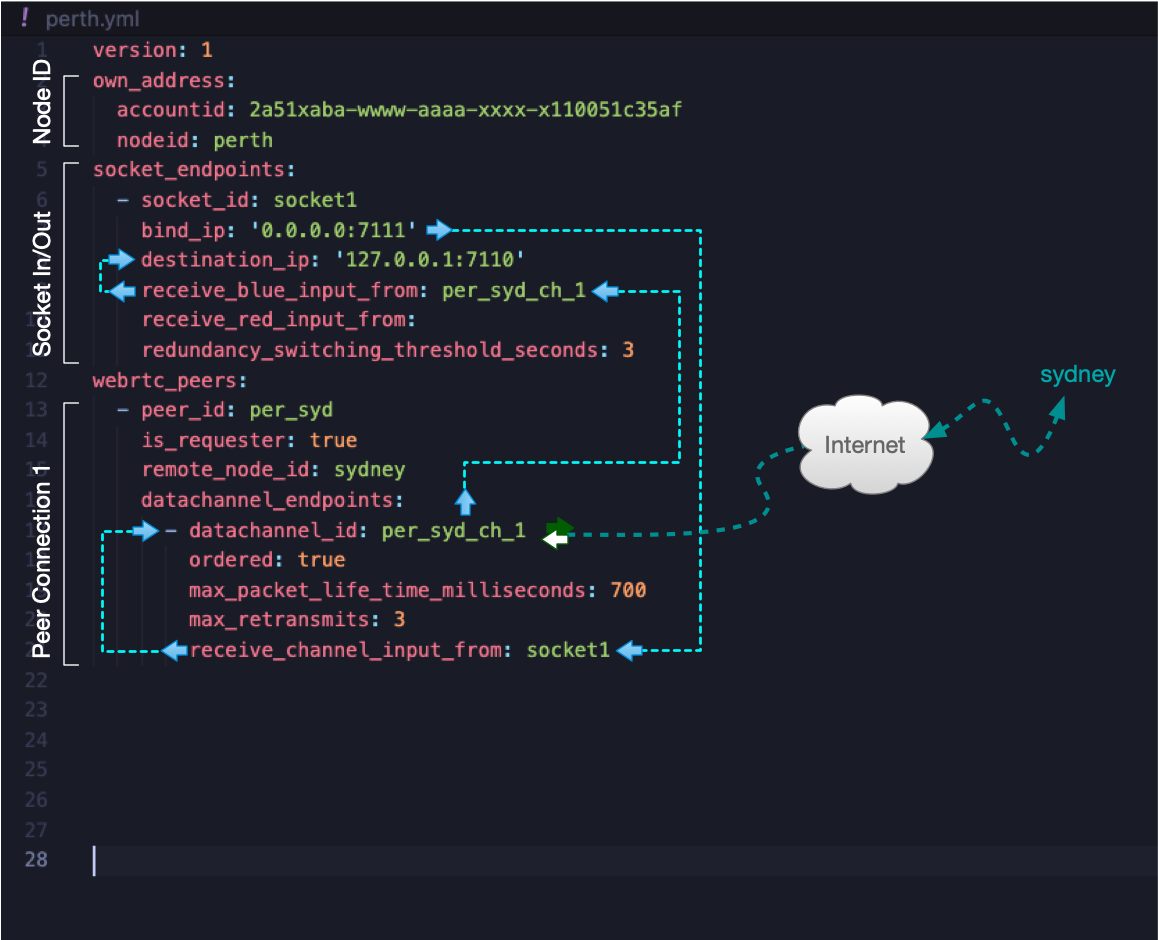 ! perth.yml
1 version: 1
own_address:
accountid: 2a51xaba-wwww-aaaa-xxxx-x110051c35af
nodeid: perth
Node ID
5 socket_endpoints:
6 - socket_id: socket1
bind_ip: '0.0.0.0:7111'
destination_ip: '127.0.0.1:7110'
receive_blue_input_from: per_syd_ch_1
receive_red_input_from:
redundancy_switching_threshold_seconds: 3
Socket In/Out
12 webrtc_peers:
13 - peer_id: per_syd
14 is_requester: true
remote_node_id: sydney
datachannel_endpoints:
- datachannel_id: per_syd_ch_1
ordered: true
max_packet_life_time_milliseconds: 700
max_retransmits: 3
receive_channel_input_from: socket1
Peer Connection 1
Internet
sydney
22
23
24
25
26
27
28